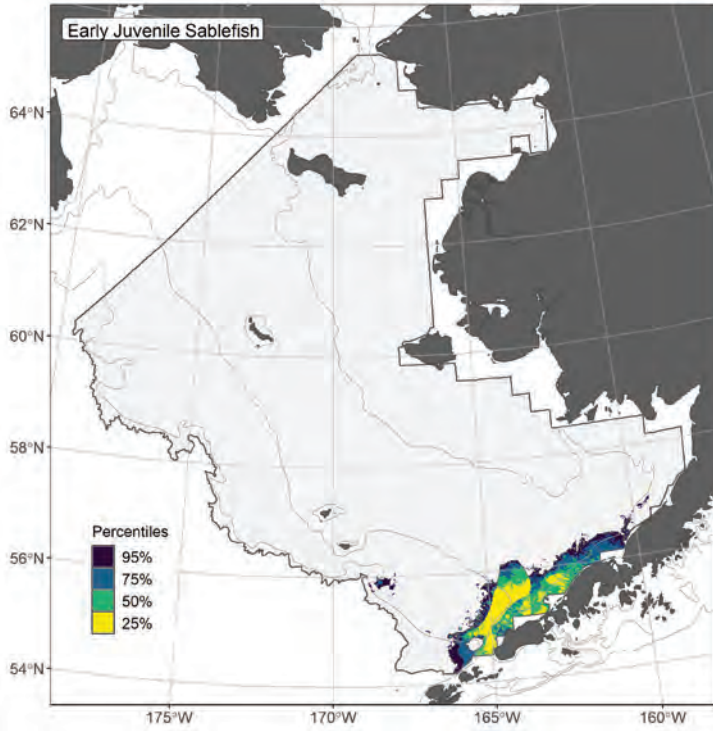 Early Juvenile Sablefish
64°N
62°N
60°N
58°N
56°N
54°N
Percentiles
95%
75%
50%
25%
175°W
170°W
165°W
160°W